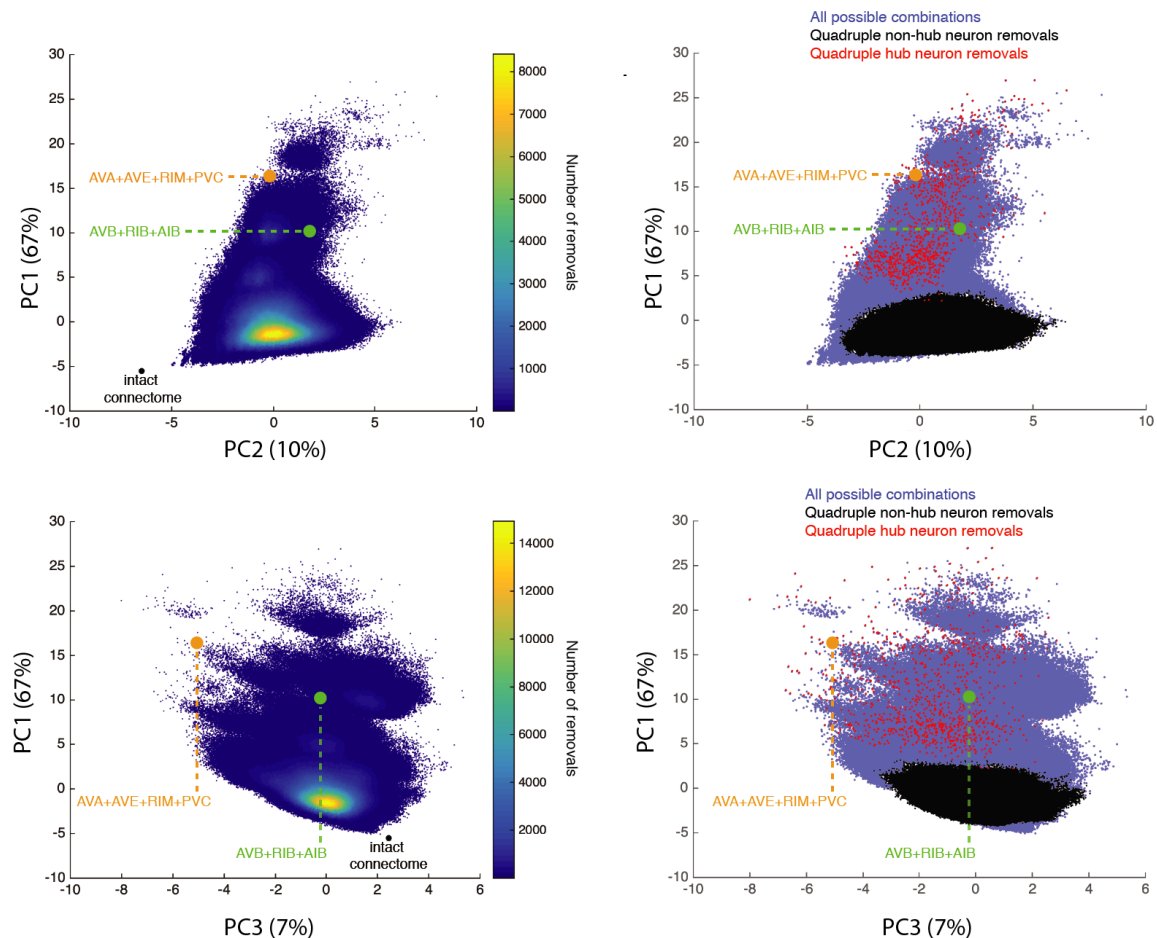 All possible combinations
Quadruple non-hub neuron removals
Quadruple hub neuron removals
30
25
20
15
10
5
0
-5
-10
-10
-5
0
5
10
PC1 (67%)
PC2 (10%)
AVA+AVE+RIM+PVC
AVB+RIB+AIB
intact
connectome
8000
7000
6000
5000
4000
3000
2000
1000
Number of removals
30
25
20
15
10
5
0
-5
-10
-10
-5
0
5
10
PC1 (67%)
PC2 (10%)
AVA+AVE+RIM+PVC
AVB+RIB+AIB
30
25
20
15
10
5
0
-5
-10
-8
-6
-4
-2
0
2
4
6
PC1 (67%)
PC3 (7%)
AVA+AVE+RIM+PVC
AVB+RIB+AIB
intact
connectome
14000
12000
10000
8000
6000
4000
2000
Number of removals
All possible combinations
Quadruple non-hub neuron removals
Quadruple hub neuron removals
30
25
20
15
10
5
0
-5
-10
-10
-8
-6
-4
-2
0
2
4
6
PC1 (67%)
PC3 (7%)
AVA+AVE+RIM+PVC
AVB+RIB+AIB